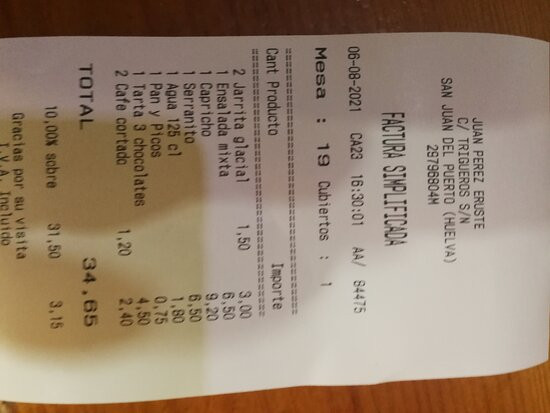 JUAN PEREZ ERUSTE
C/ TRIGUEROS S/N
SAN JUAN DEL PUERTO (HUELVA)
29796804M
FACTURA SIMPLIFICADA
06-08-2021 CA23 16:30:01 AA/ 84475
Mesa : 19 Cubiertos : 1
Cant Producto Importe
2 Jarrita glacial 1,50 3,00
1 Ensalada mixta 6,50
1 Capricho 9,20
1 Serranito 6,50
1 Agua 125 cl 1,80
1 Pan y Picos 0,75
1 Tarta 3 chocolates 4,50
2 Café cortado 1,20 2,40
TOTAL 34,65
10,00% sobre 31,50 3,15
Gracias por su visita
I.V.A. Incluido